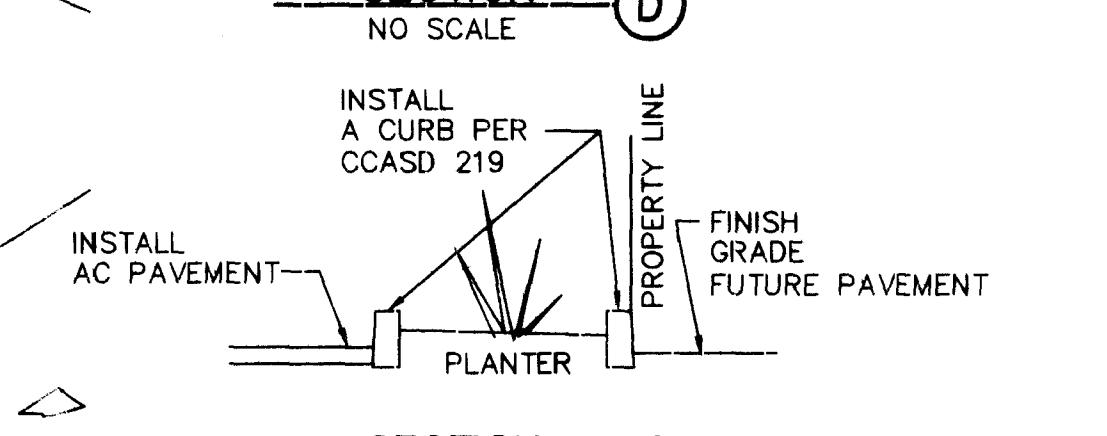 D
NO SCALE
INSTALL
A CURB PER
CCASD 219
PROPERTY LINE
INSTALL
AC PAVEMENT
FINISH
GRADE
FUTURE PAVEMENT
PLANTER